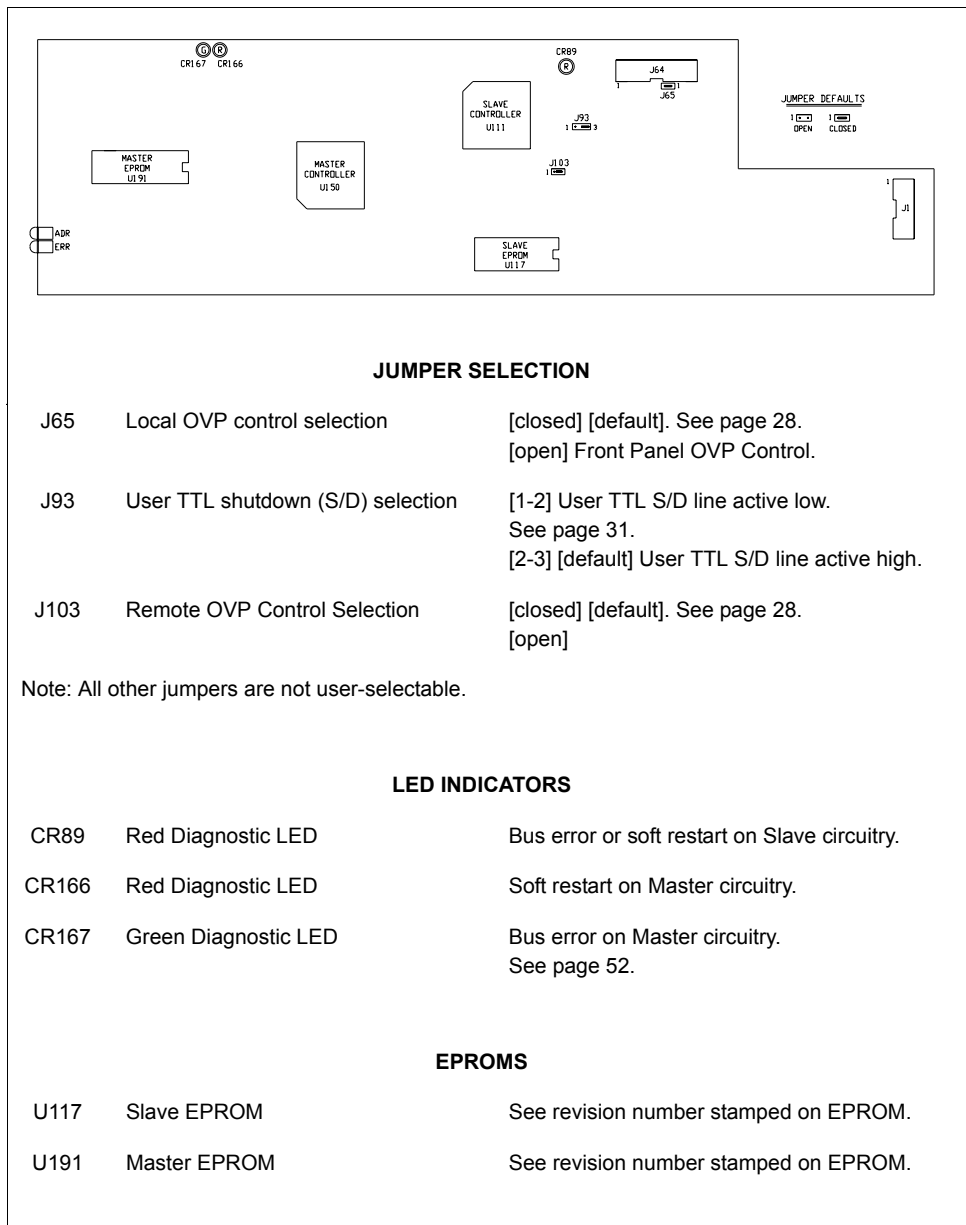 G R
CR167 CR166
CR89
R
J64
1 1
J65
JUMPER DEFAULTS
1 1
OPEN CLOSED
SLAVE
CONTROLLER
U111
J93
1 3
MASTER
EPROM
U191
MASTER
CONTROLLER
U150
J103
1
1
J1
ADR
ERR
SLAVE
EPROM
U117
JUMPER SELECTION
J65 Local OVP control selection [closed] [default]. See page 28.
[open] Front Panel OVP Control.
J93 User TTL shutdown (S/D) selection [1-2] User TTL S/D line active low.
See page 31.
[2-3] [default] User TTL S/D line active high.
J103 Remote OVP Control Selection [closed] [default]. See page 28.
[open]
Note: All other jumpers are not user-selectable.
LED INDICATORS
CR89 Red Diagnostic LED Bus error or soft restart on Slave circuitry.
CR166 Red Diagnostic LED Soft restart on Master circuitry.
CR167 Green Diagnostic LED Bus error on Master circuitry.
See page 52.
EPROMS
U117 Slave EPROM See revision number stamped on EPROM.
U191 Master EPROM See revision number stamped on EPROM.